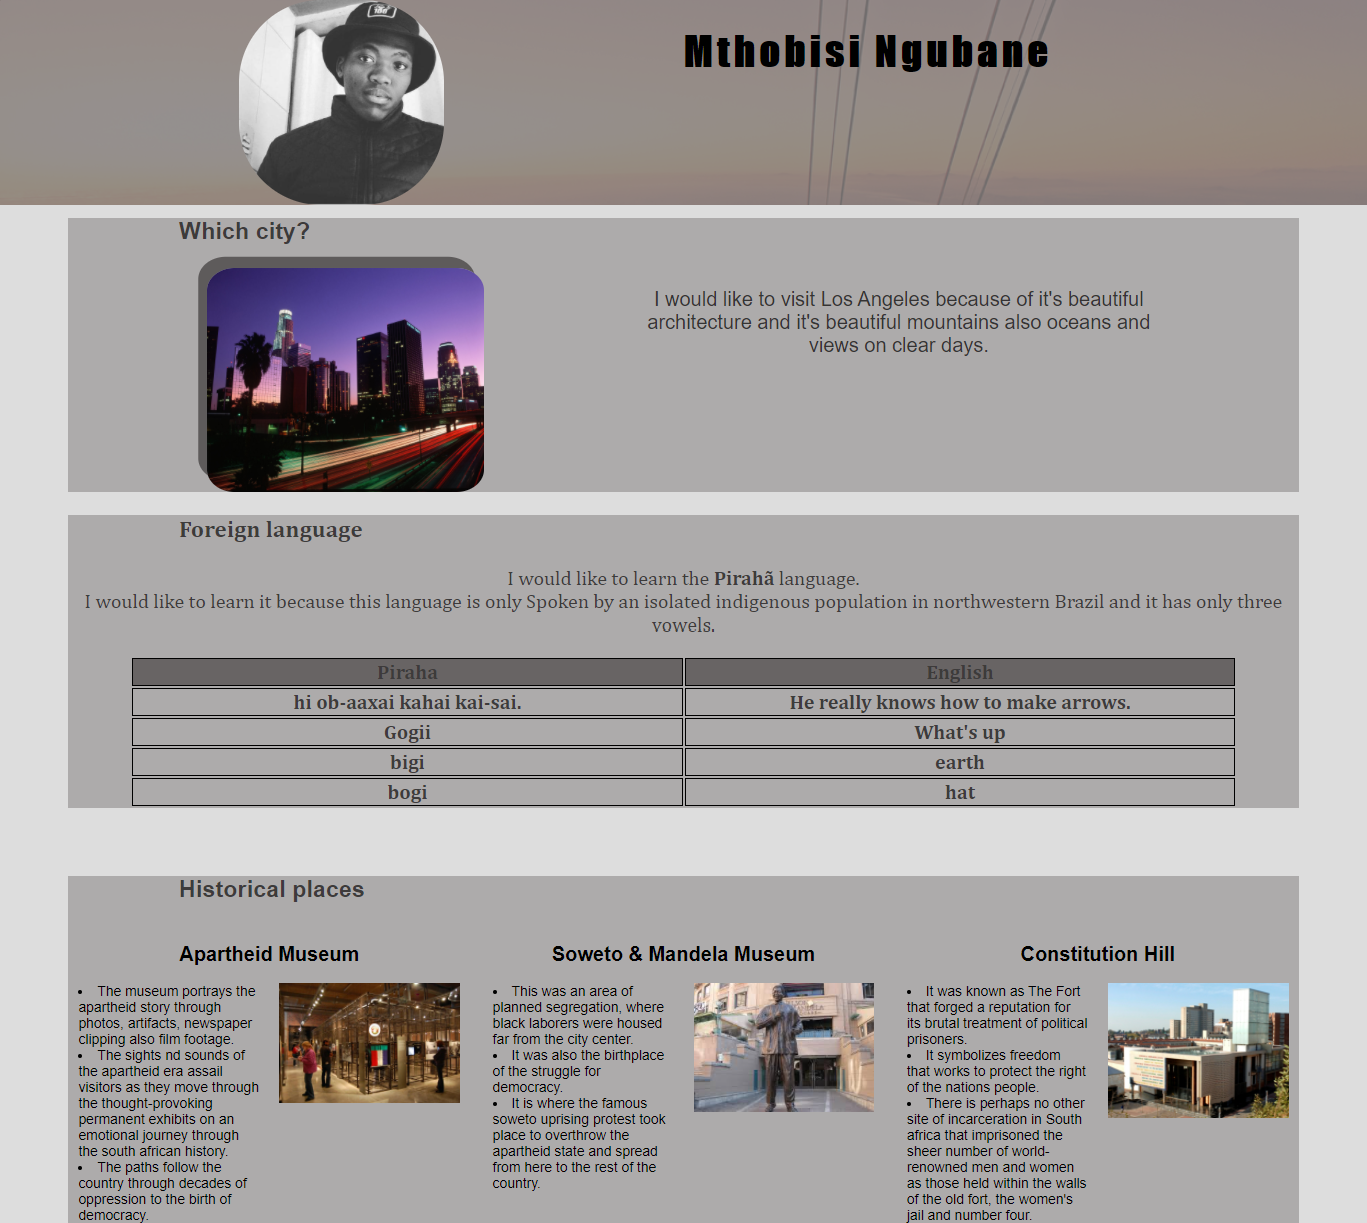 Mthobisi Ngubane
Which city?
I would like to visit Los Angeles because of it's beautiful
architecture and it's beautiful mountains also oceans and
views on clear days.
Foreign language
I would like to learn the Pirahã language.
I would like to learn it because this language is only Spoken by an isolated indigenous population in northwestern Brazil and it has only three
vowels.
Piraha English
hi ob-aaxai kahai kai-sai. He really knows how to make arrows.
Gogii What's up
bigi earth
bogi hat
Historical places
Apartheid Museum
• The museum portrays the
apartheid story through
photos, artifacts, newspaper
clipping also film footage.
• The sights nd sounds of
the apartheid era assail
visitors as they move through
the thought-provoking
permanent exhibits on an
emotional journey through
the south african history.
• The paths follow the
country through decades of
oppression to the birth of
democracy.
Soweto & Mandela Museum
• This was an area of
planned segregation, where
black laborers were housed
far from the city center.
• It was also the birthplace
of the struggle for
democracy.
• It is where the famous
soweto uprising protest took
place to overthrow the
apartheid state and spread
from here to the rest of the
country.
Constitution Hill
• It was known as The Fort
that forged a reputation for
its brutal treatment of political
prisoners.
• It symbolizes freedom
that works to protect the right
of the nations people.
• There is perhaps no other
site of incarceration in South
africa that imprisoned the
sheer number of world-
renowned men and women
as those held within the walls
of the old fort, the women's
jail and number four.